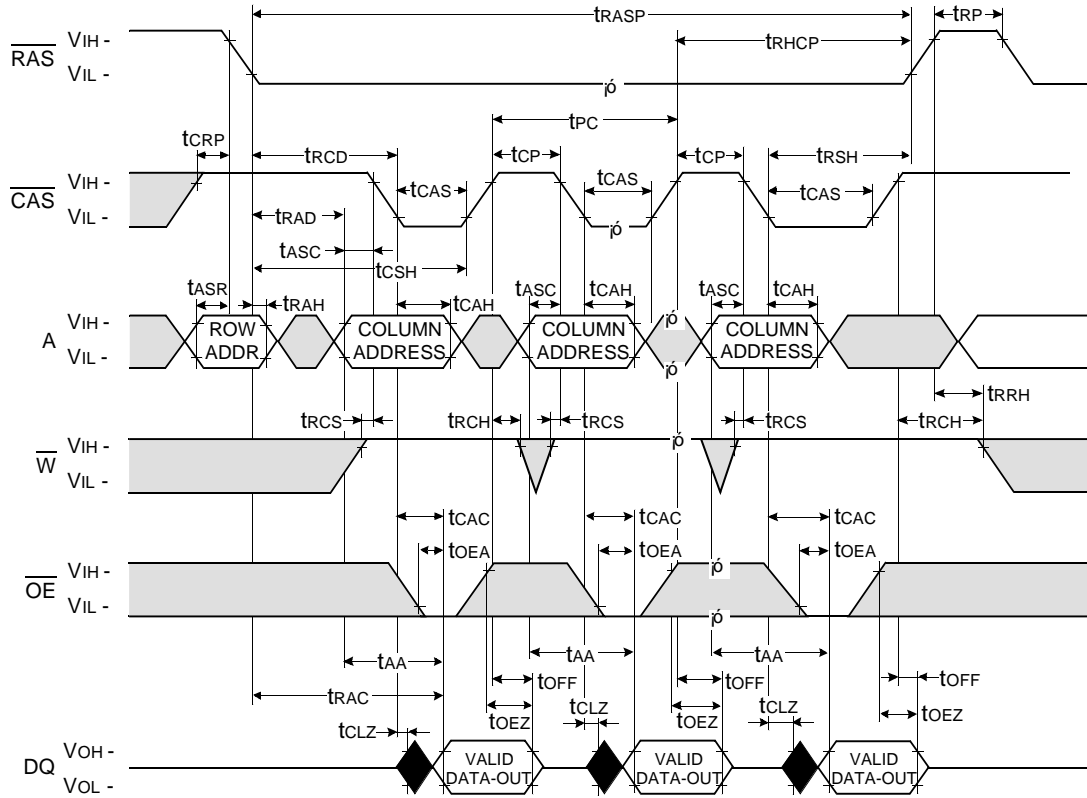 tRASP
tRP
tRHCP
RAS
VIH -
VIL -
¡ó
tPC
tCRP
tRCD
tCP
tCP
tRSH
CAS
VIH -
VIL -
tCAS
tCAS
tCAS
¡ó
tRAD
tASC
tCSH
tASR
tRAH
tCAH
tASC
tCAH
tASC
tCAH
A
VIH -
VIL -
ROW
ADDR
COLUMN
ADDRESS
COLUMN
ADDRESS
¡ó
¡ó
COLUMN
ADDRESS
tRRH
tRCS
tRCH
tRCS
tRCS
tRCH
W
VIH -
VIL -
¡ó
tCAC
tCAC
tCAC
tOEA
tOEA
tOEA
OE
VIH -
VIL -
¡ó
¡ó
tAA
tAA
tAA
tRAC
tOFF
tOFF
tOFF
tCLZ
tOEZ
tCLZ
tOEZ
tCLZ
tOEZ
DQ
VOH -
VOL -
VALID
DATA-OUT
VALID
DATA-OUT
VALID
DATA-OUT